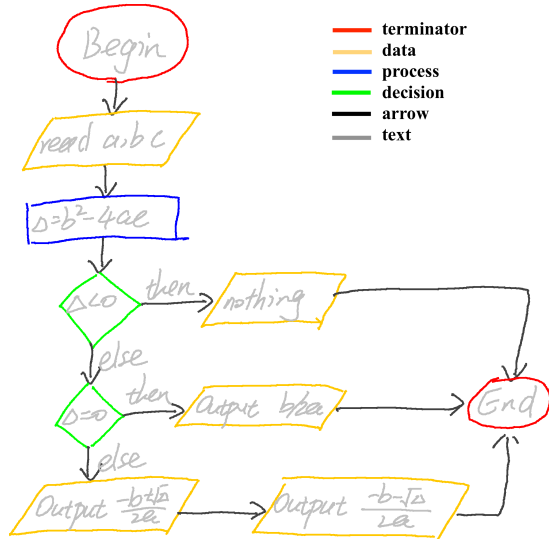 Begin
terminator
data
process
decision
arrow
text
read a,b c
Δ=b²-4ac
Δ<0
then
nothing
else
Δ=0
then
Output b/2a
End
else
Output -b+√Δ/2a
Output -b-√Δ/2a